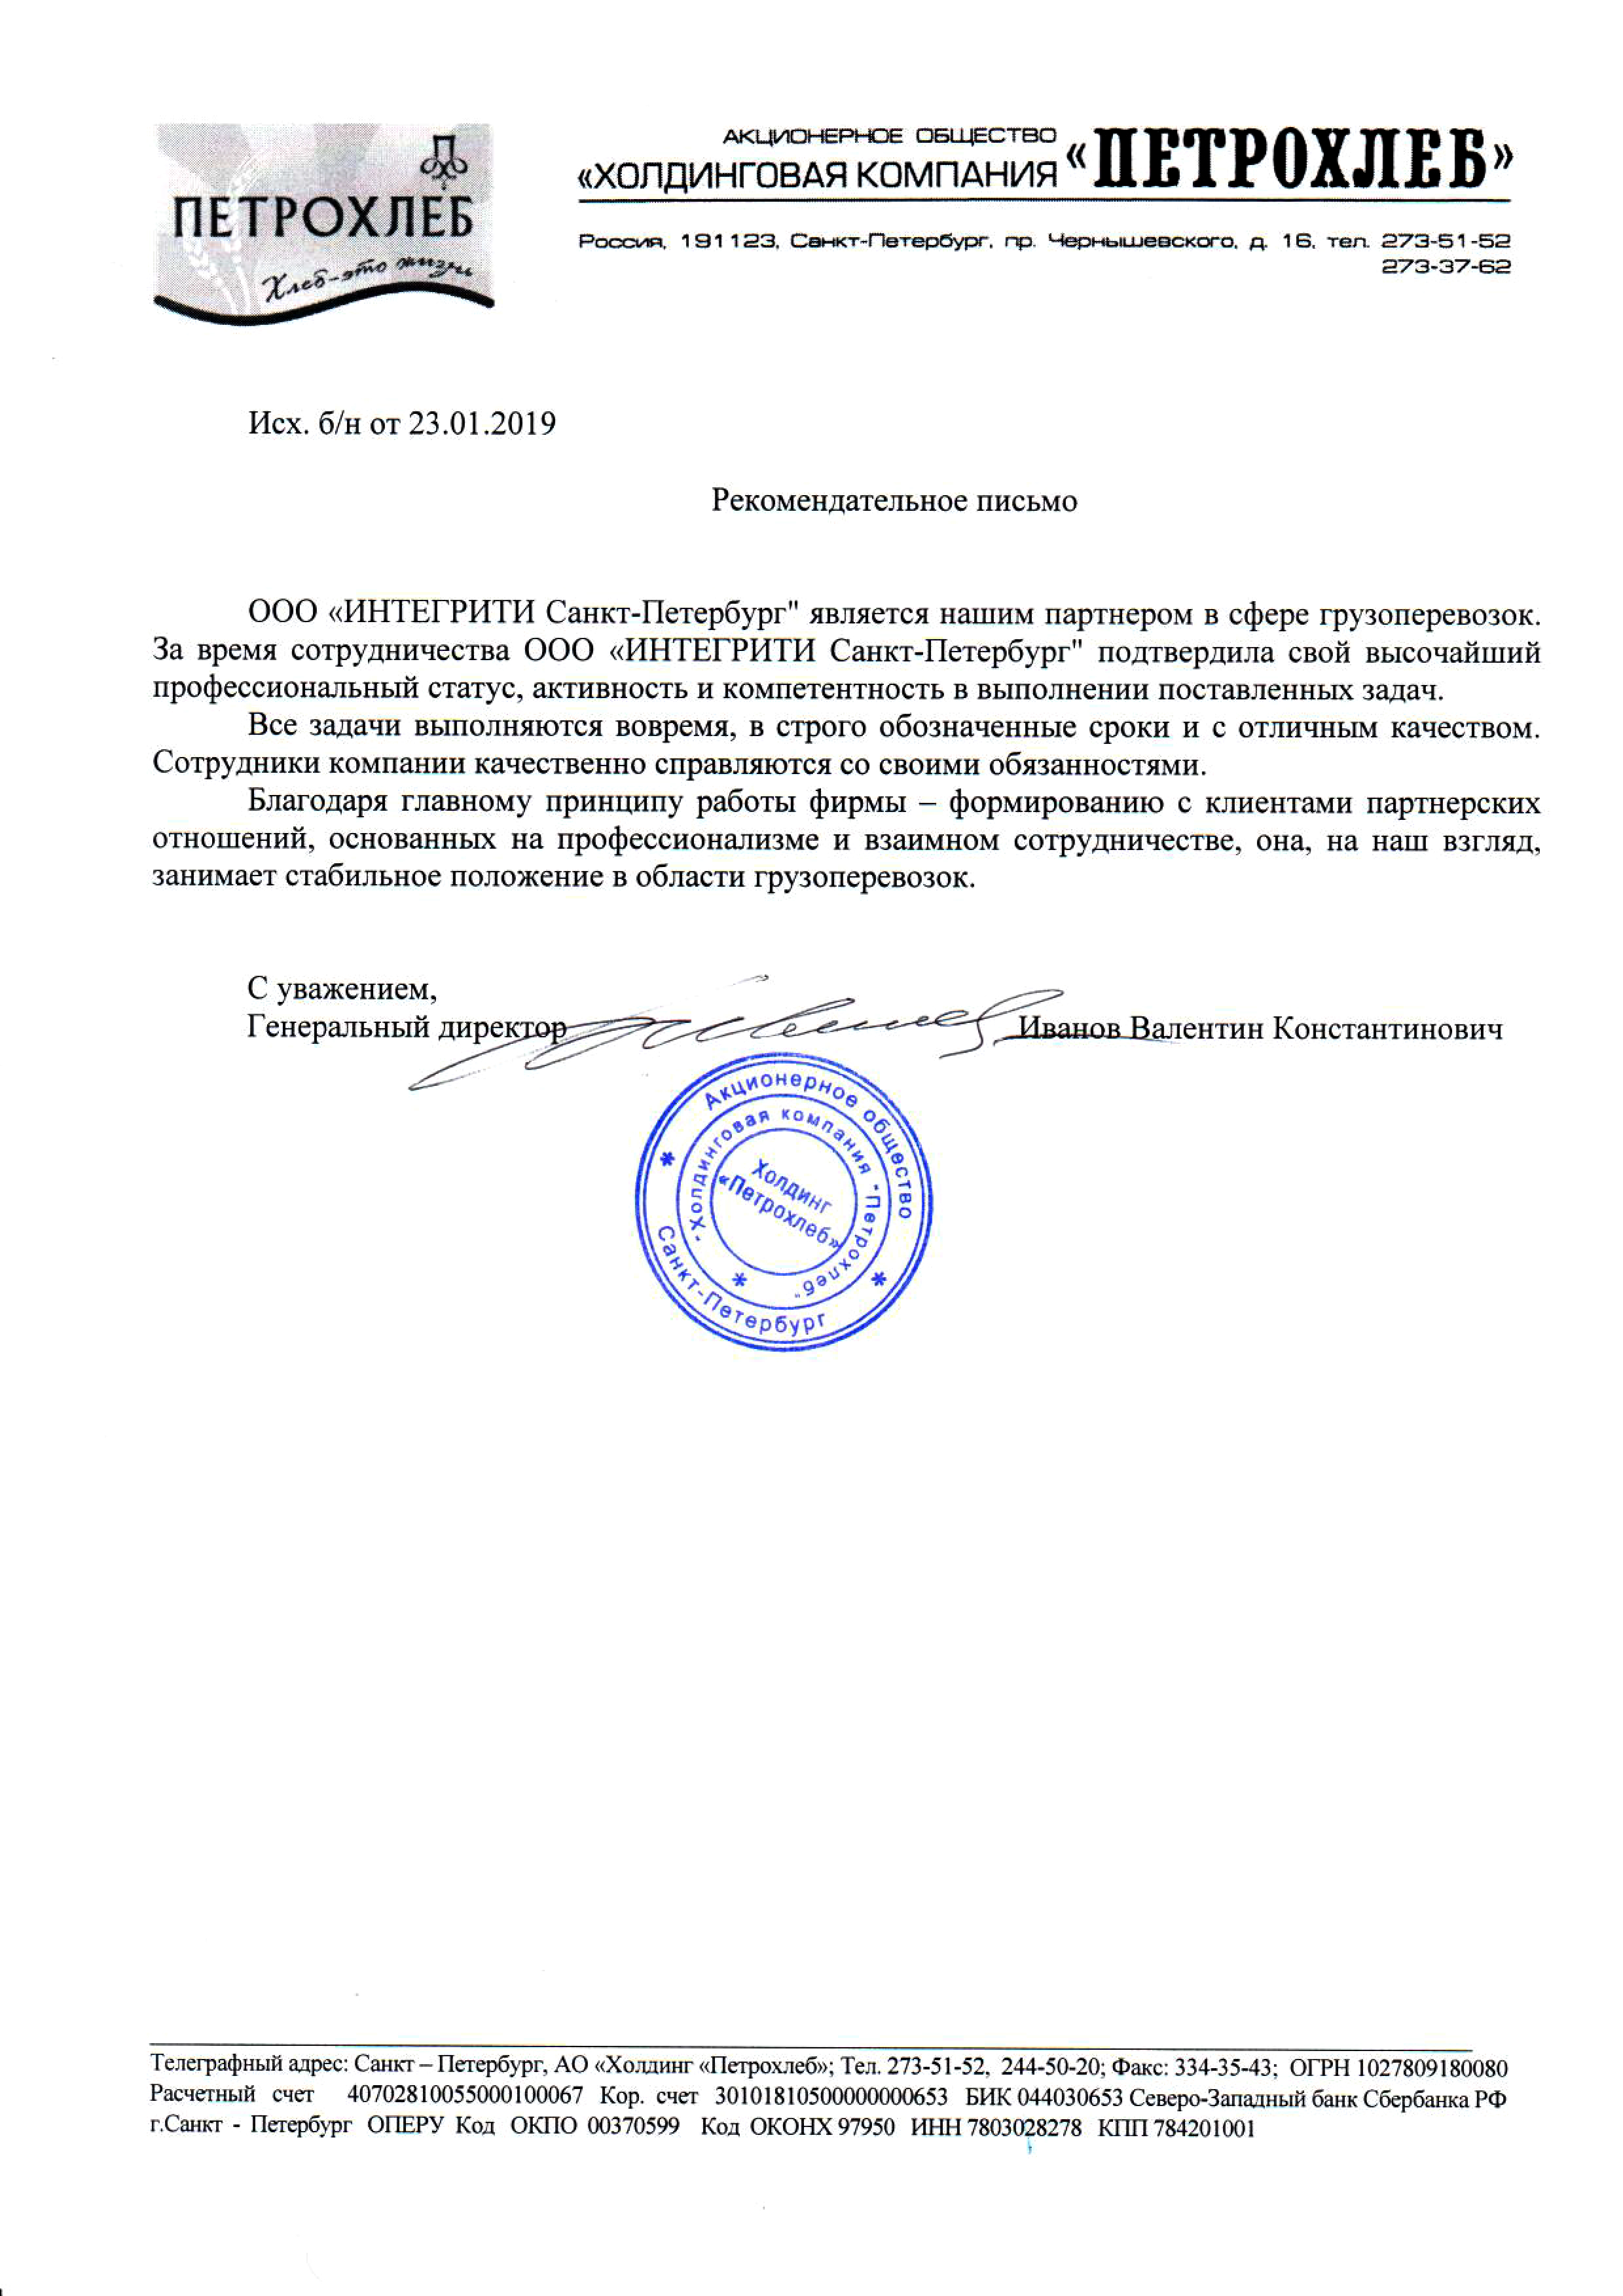 П
ПЕТРОХЛЕБ
Хлеб-это жизнь
АКЦИОНЕРНОЕ ОБЩЕСТВО
«ХОЛДИНГОВАЯ КОМПАНИЯ «ПЕТРОХЛЕБ»
Россия, 191123, Санкт-Петербург, пр. Чернышевского, д. 16, тел. 273-51-52
273-37-62
Исх. б/н от 23.01.2019
Рекомендательное письмо
ООО «ИНТЕГРИТИ Санкт-Петербург" является нашим партнером в сфере грузоперевозок.
За время сотрудничества ООО «ИНТЕГРИТИ Санкт-Петербург" подтвердила свой высочайший
профессиональный статус, активность и компетентность в выполнении поставленных задач.
Все задачи выполняются вовремя, в строго обозначенные сроки и с отличным качеством.
Сотрудники компании качественно справляются со своими обязанностями.
Благодаря главному принципу работы фирмы – формированию с клиентами партнерских
отношений, основанных на профессионализме и взаимном сотрудничестве, она, на наш взгляд,
занимает стабильное положение в области грузоперевозок.
С уважением,
Генеральный директор Иванов Валентин Константинович
Акционерное общество
"Холдинговая компания "Петрохлеб"
Холдинг
«Петрохлеб»
Санкт-Петербург
Телеграфный адрес: Санкт – Петербург, АО «Холдинг «Петрохлеб»; Тел. 273-51-52, 244-50-20; Факс: 334-35-43; ОГРН 1027809180080
Расчетный счет 40702810055000100067 Кор. счет 30101810500000000653 БИК 044030653 Северо-Западный банк Сбербанка РФ
г.Санкт - Петербург ОПЕРУ Код ОКПО 00370599 Код ОКОНХ 97950 ИНН 7803028278 КПП 784201001